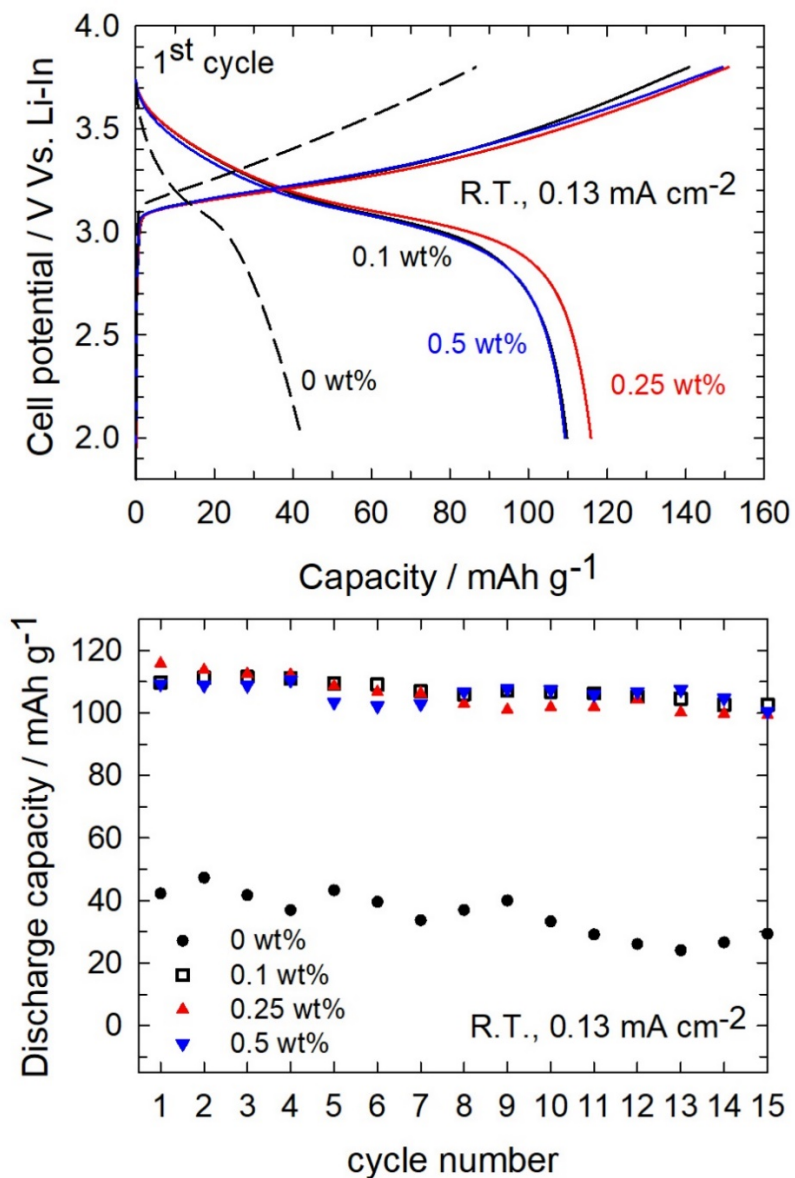 4.0
3.5
3.0
2.5
2.0
Cell potential / V Vs. Li-In
1st cycle
R.T., 0.13 mA cm-2
0.1 wt%
0.5 wt%
0 wt%
0.25 wt%
0 20 40 60 80 100 120 140 160
Capacity / mAh g-1
120
100
80
60
40
20
0
Discharge capacity / mAh g-1
0 wt%
0.1 wt%
0.25 wt%
0.5 wt%
R.T., 0.13 mA cm-2
1 2 3 4 5 6 7 8 9 10 11 12 13 14 15
cycle number